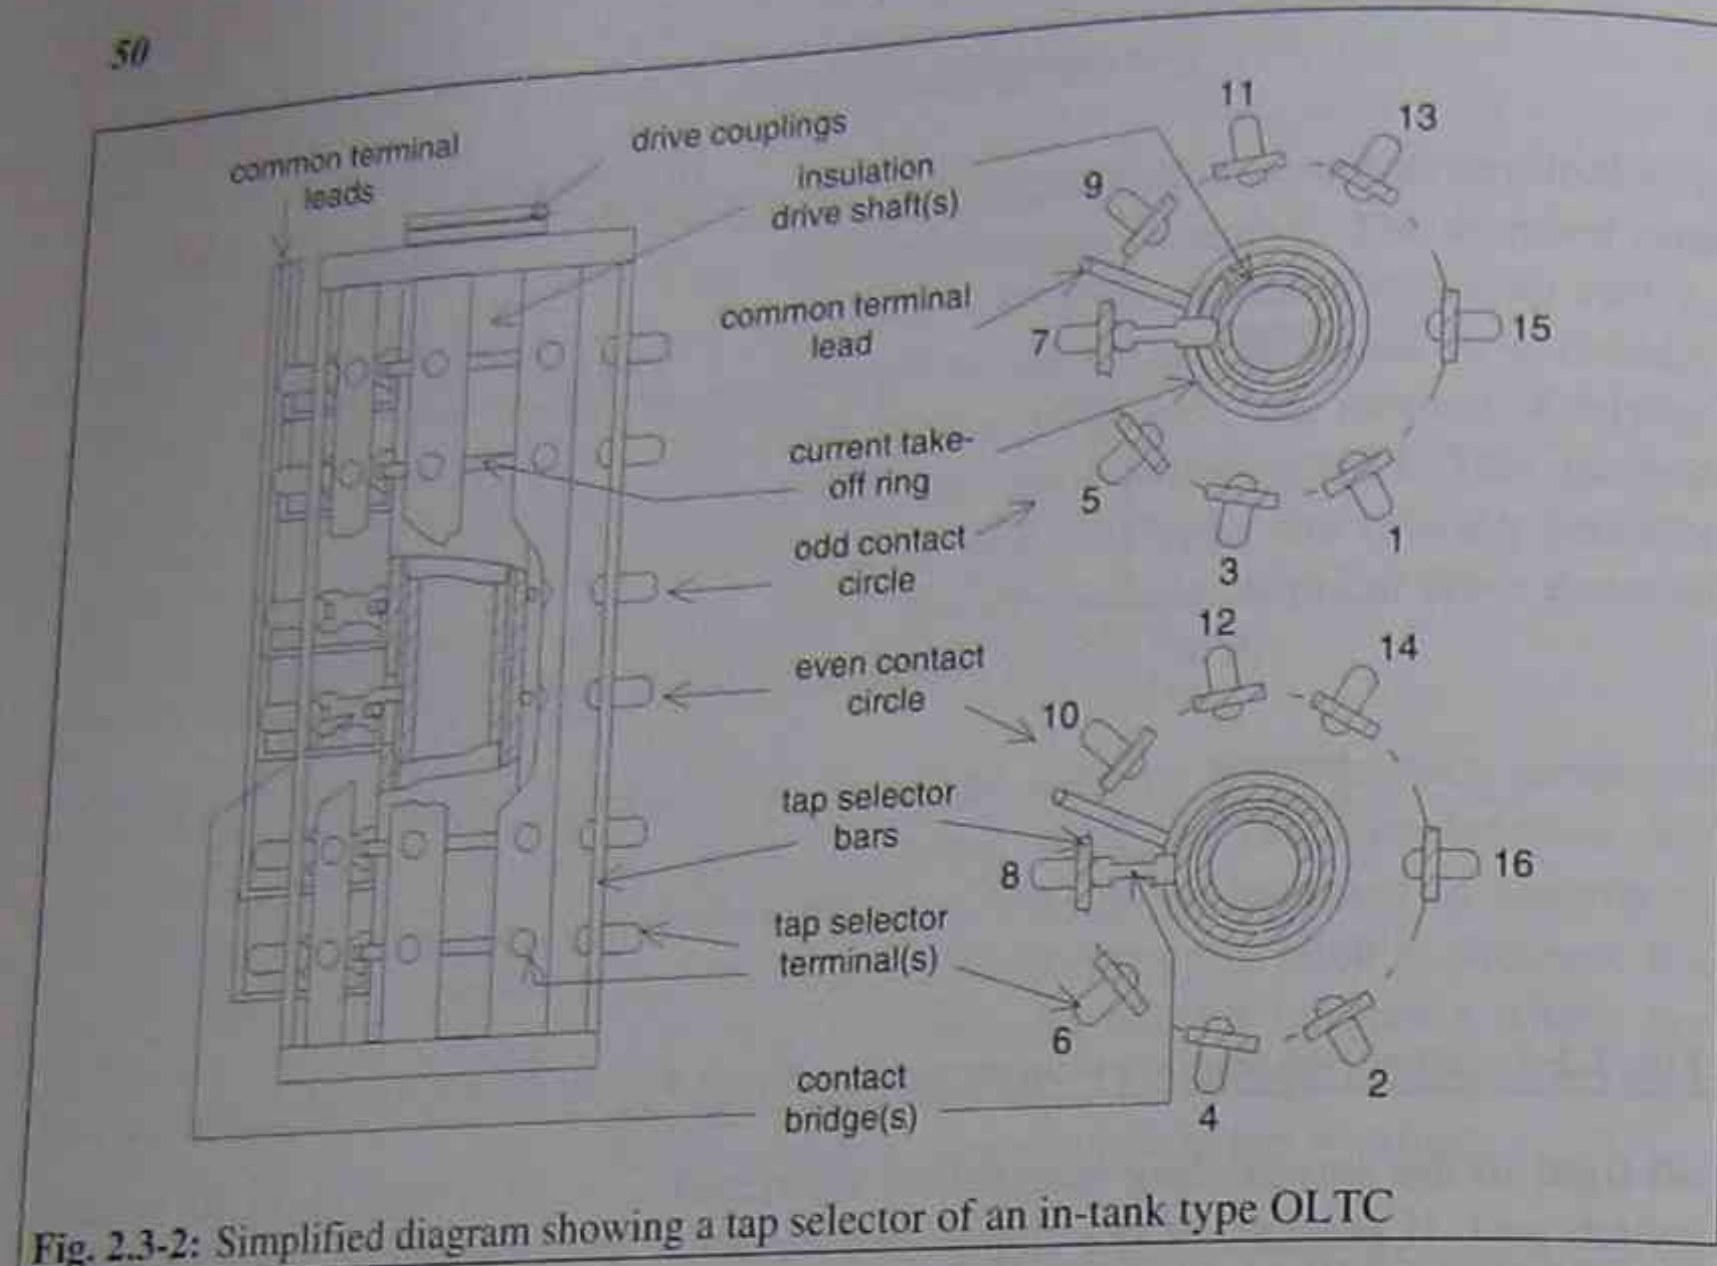 50
common terminal
leads
drive couplings
insulation
drive shaft(s)
common terminal
lead
current take-
off ring
odd contact
circle
even contact
circle
tap selector
bars
tap selector
terminal(s)
contact
bridge(s)
11
13
9
7
15
5
3
1
12
14
10
8
16
6
4
2
Fig. 2.3-2: Simplified diagram showing a tap selector of an in-tank type OLTC